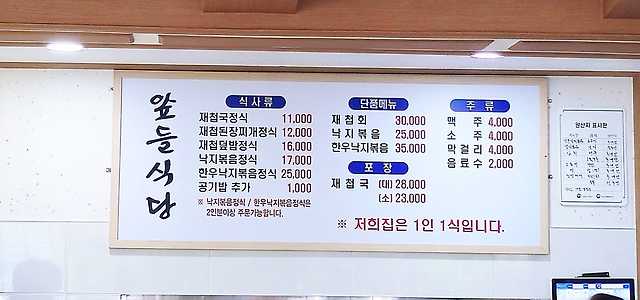 앞들식당
식사류
재첩국정식 11,000
재첩된장찌개정식 12,000
재첩덮밥정식 16,000
낙지볶음정식 17,000
한우낙지볶음정식 25,000
공기밥 추가 1,000
※ 낙지볶음정식 / 한우낙지볶음정식은
2인분이상 주문가능합니다.
단품메뉴
재첩회 30,000
낙지볶음 25,000
한우낙지볶음 35,000
포장
재첩국 (대) 28,000
(소) 23,000
주류
맥주 4,000
소주 4,000
막걸리 4,000
음료수 2,000
※ 저희집은 1인 1식입니다.
원산지 표시판